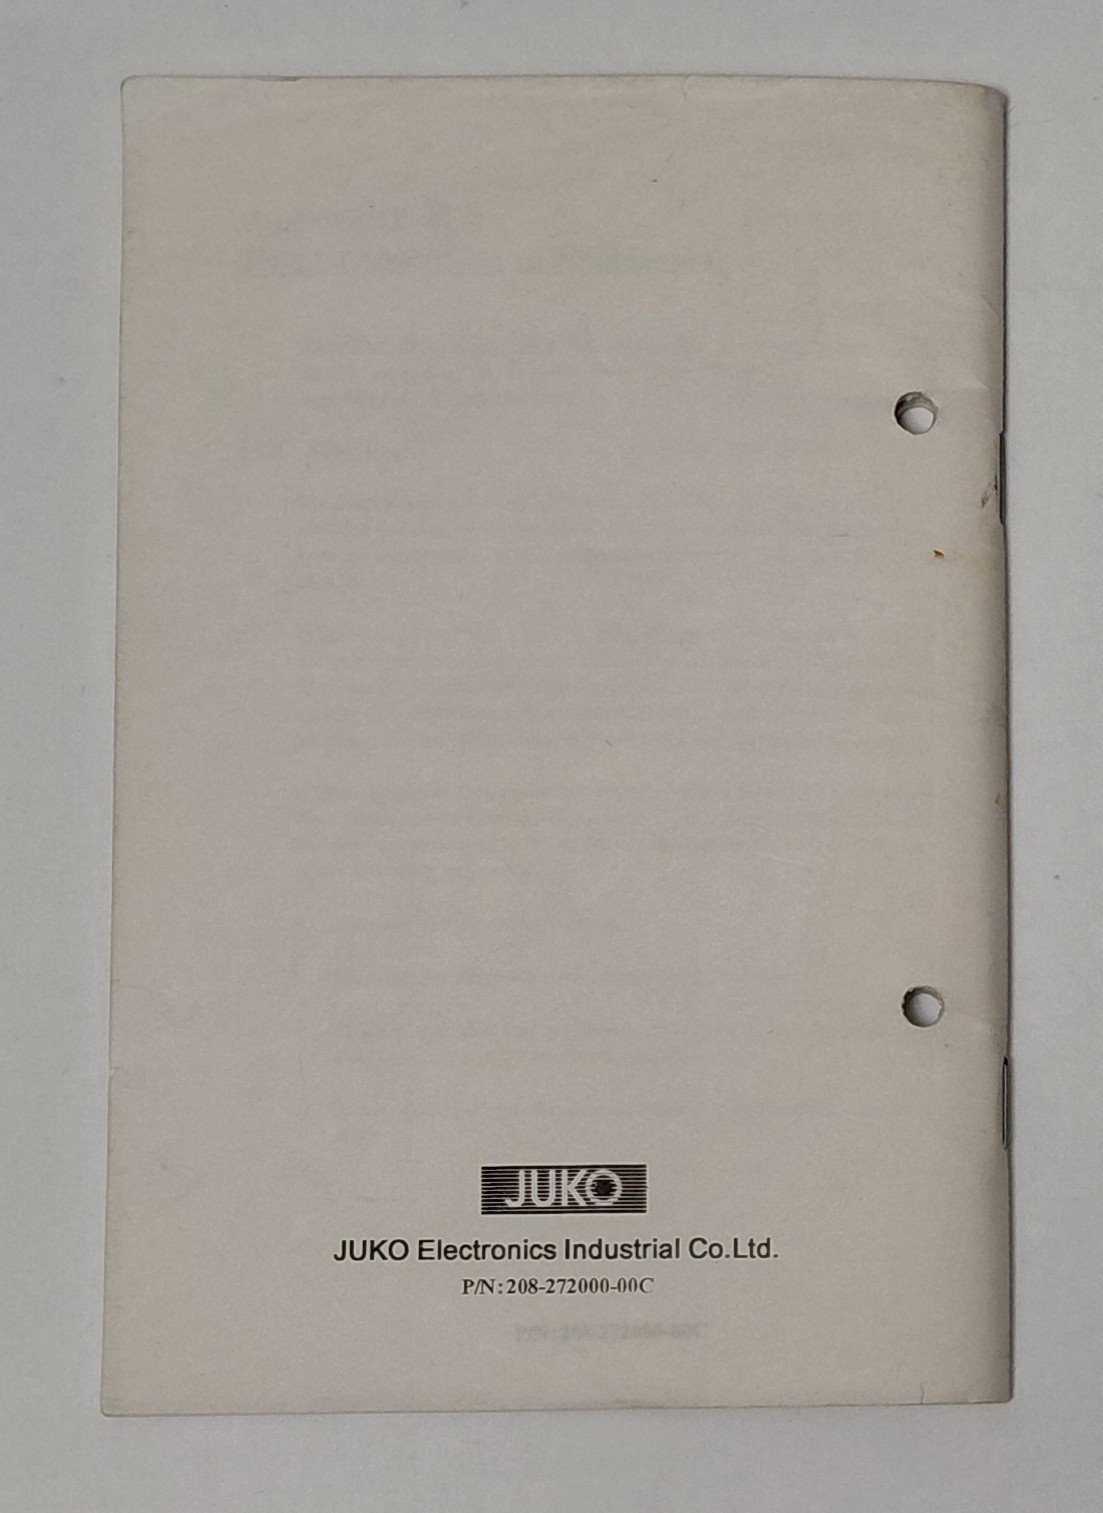 JUKO
JUKO Electronics Industrial Co.Ltd.
P/N:208-272000-00C